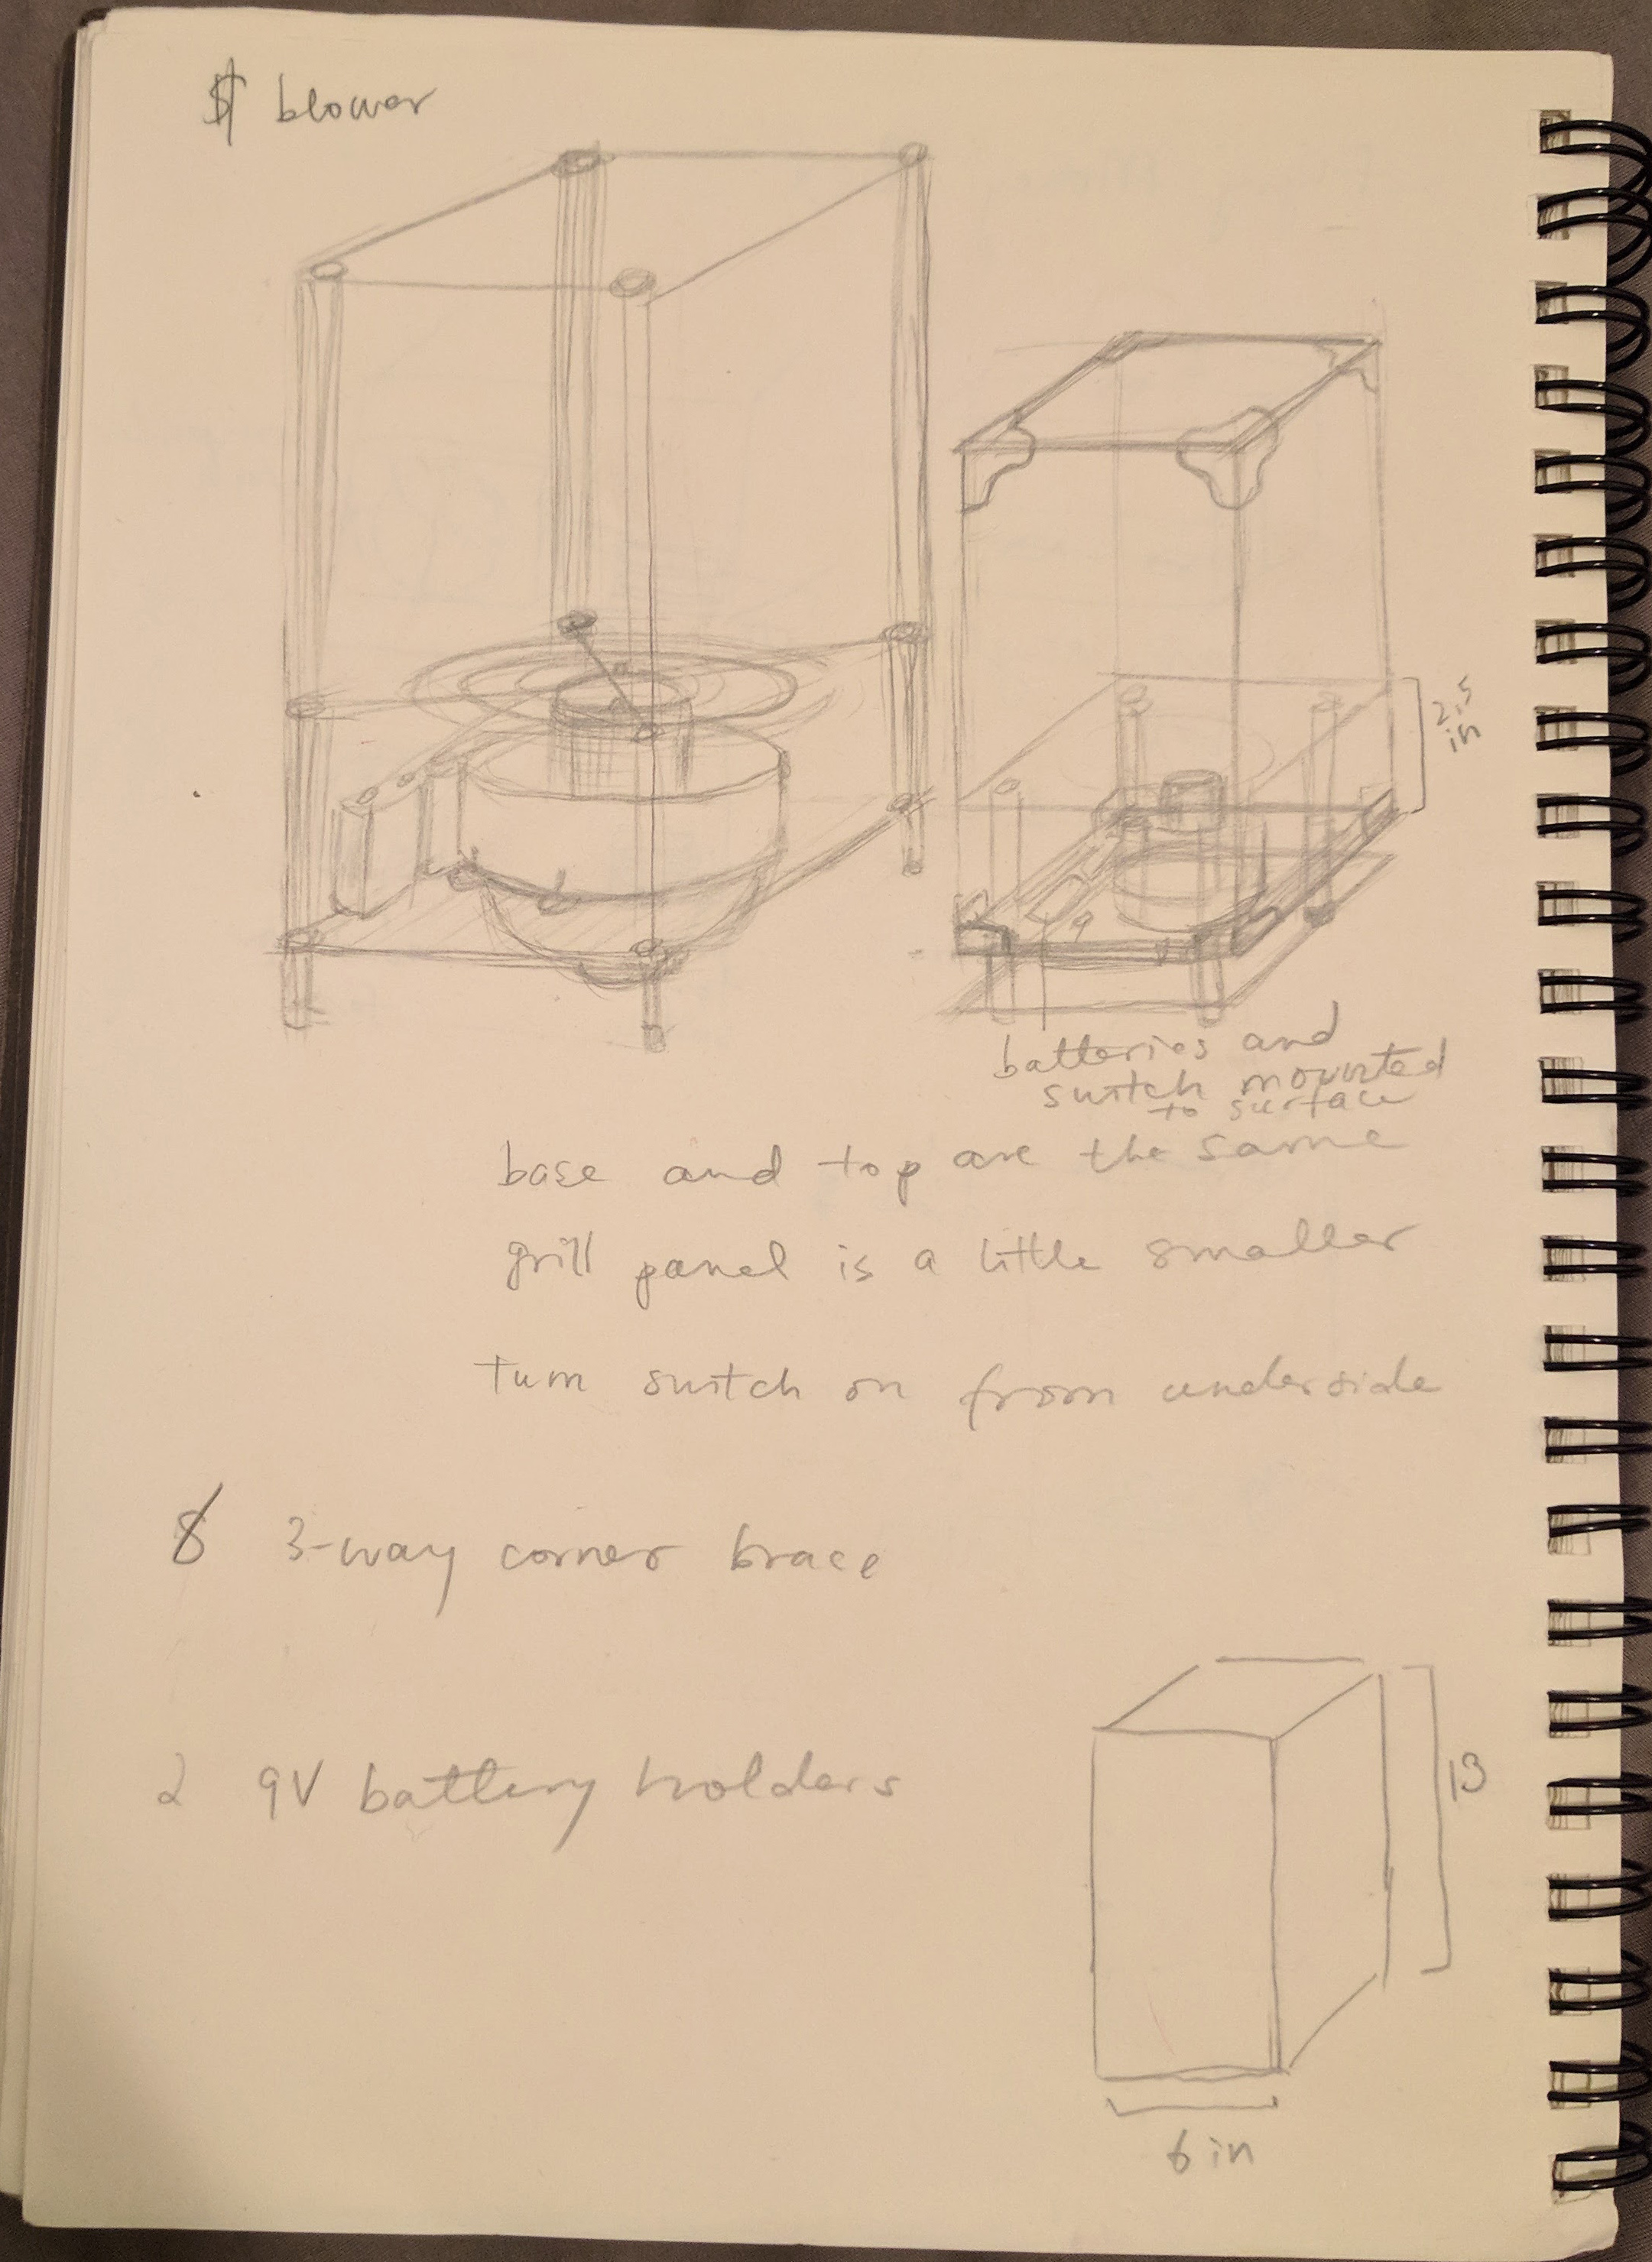 $ blower
2.5
in
batteries and
switch mounted
to surface
base and top are the same
grill panel is a little smaller
turn switch on from underside
8 3-way corner brace
2 9V battery holders
13
6 in